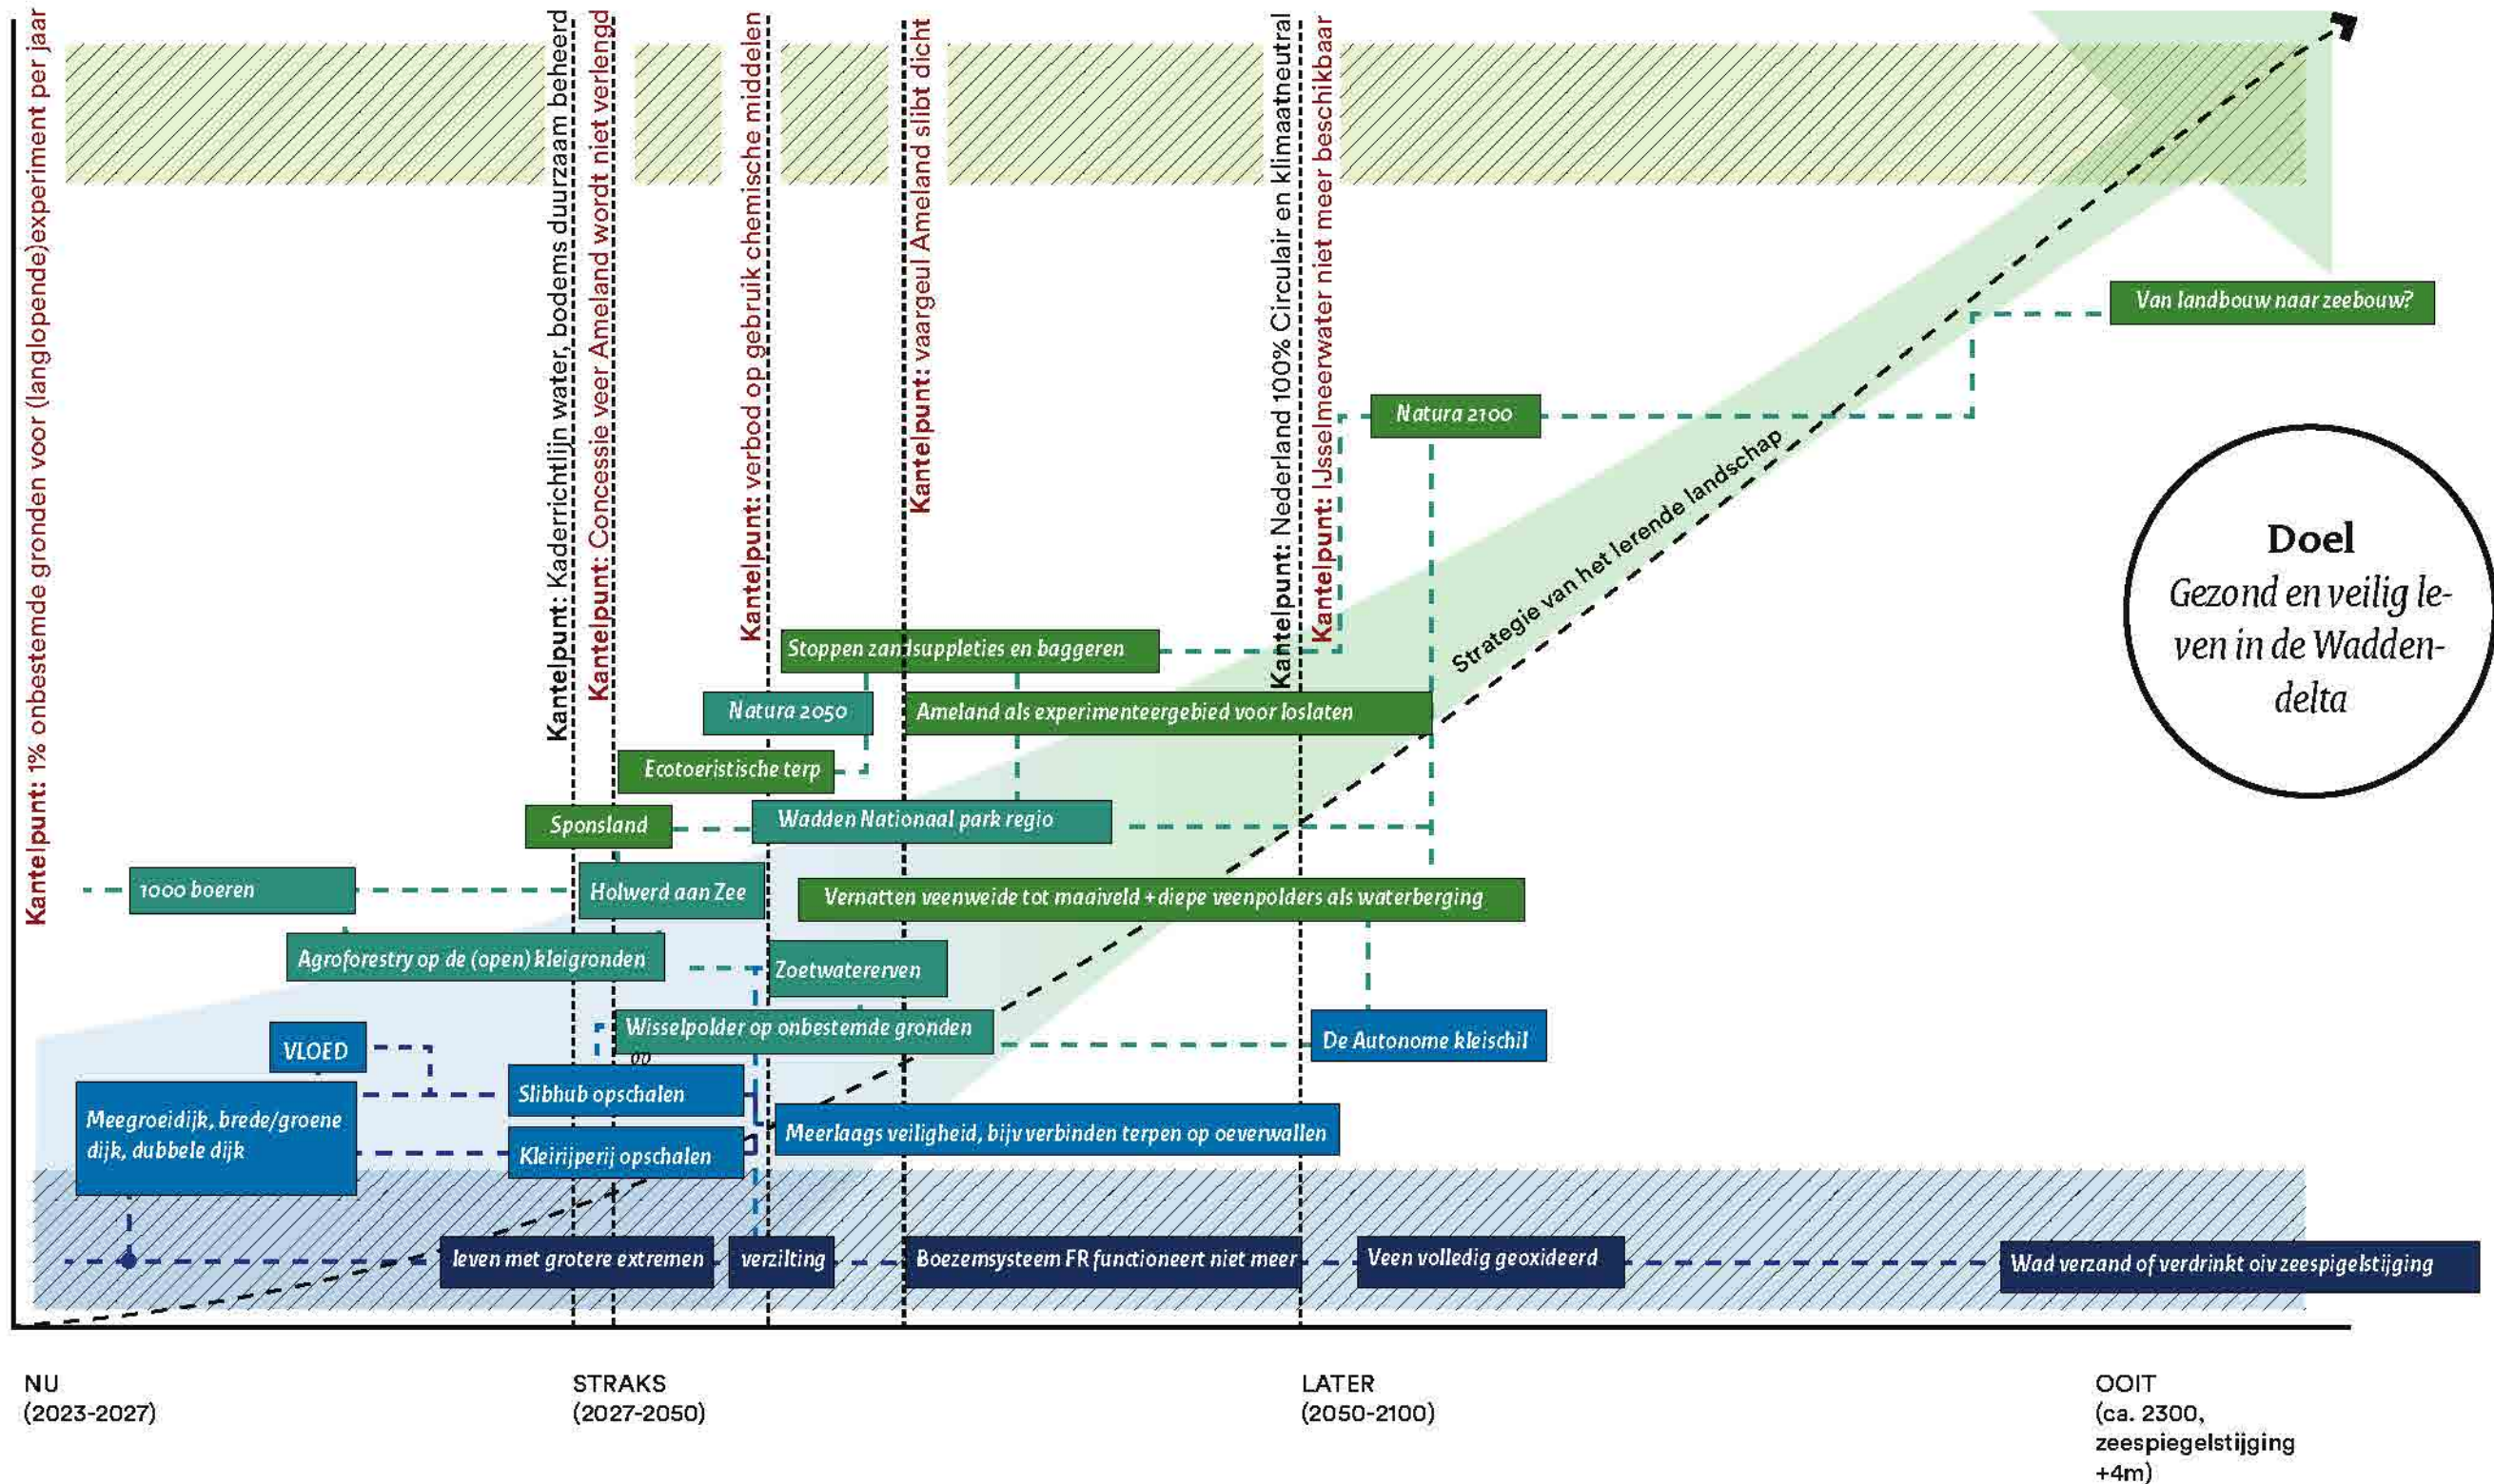 Kantelpunt: 1% onbestemde gronden voor (langlopende)experiment per jaar
Kantelpunt: Kaderrichtlijn water, bodems duurzaam beheerd
Kantelpunt: Concessie veer Ameland wordt niet verlengd
Kantelpunt: verbod op gebruik chemische middelen
Kantelpunt: vaargeul Ameland slibt dicht
Kantelpunt: Nederland 100% Circulair en klimaatneutral
Kantelpunt: IJsselmeerwater niet meer beschikbaar
Van landbouw naar zeebouw?
Natura 2100
Strategie van het lerende landschap
Doel
Gezond en veilig le-
ven in de Wadden-
delta
Stoppen zandsuppleties en baggeren
Natura 2050
Ameland als experimenteergebied voor loslaten
Ecotoeristische terp
Sponsland
Wadden Nationaal park regio
1000 boeren
Holwerd aan Zee
Vernatten veenweide tot maaiveld +diepe veenpolders als waterberging
Agroforestry op de (open) kleigronden
Zoetwatererven
Wisselpolder op onbestemde gronden
De Autonome kleischil
VLOED
Slibhub opschalen
Meegroeidijk, brede/groene
dijk, dubbele dijk
Meerlaags veiligheid, bijv verbinden terpen op oeverwallen
Kleirijperij opschalen
leven met grotere extremen
verzilting
Boezemsysteem FR functioneert niet meer
Veen volledig geoxideerd
Wad verzand of verdrinkt oiv zeespigelstijging
NU
(2023-2027)
STRAKS
(2027-2050)
LATER
(2050-2100)
OOIT
(ca. 2300,
zeespiegelstijging
+4m)